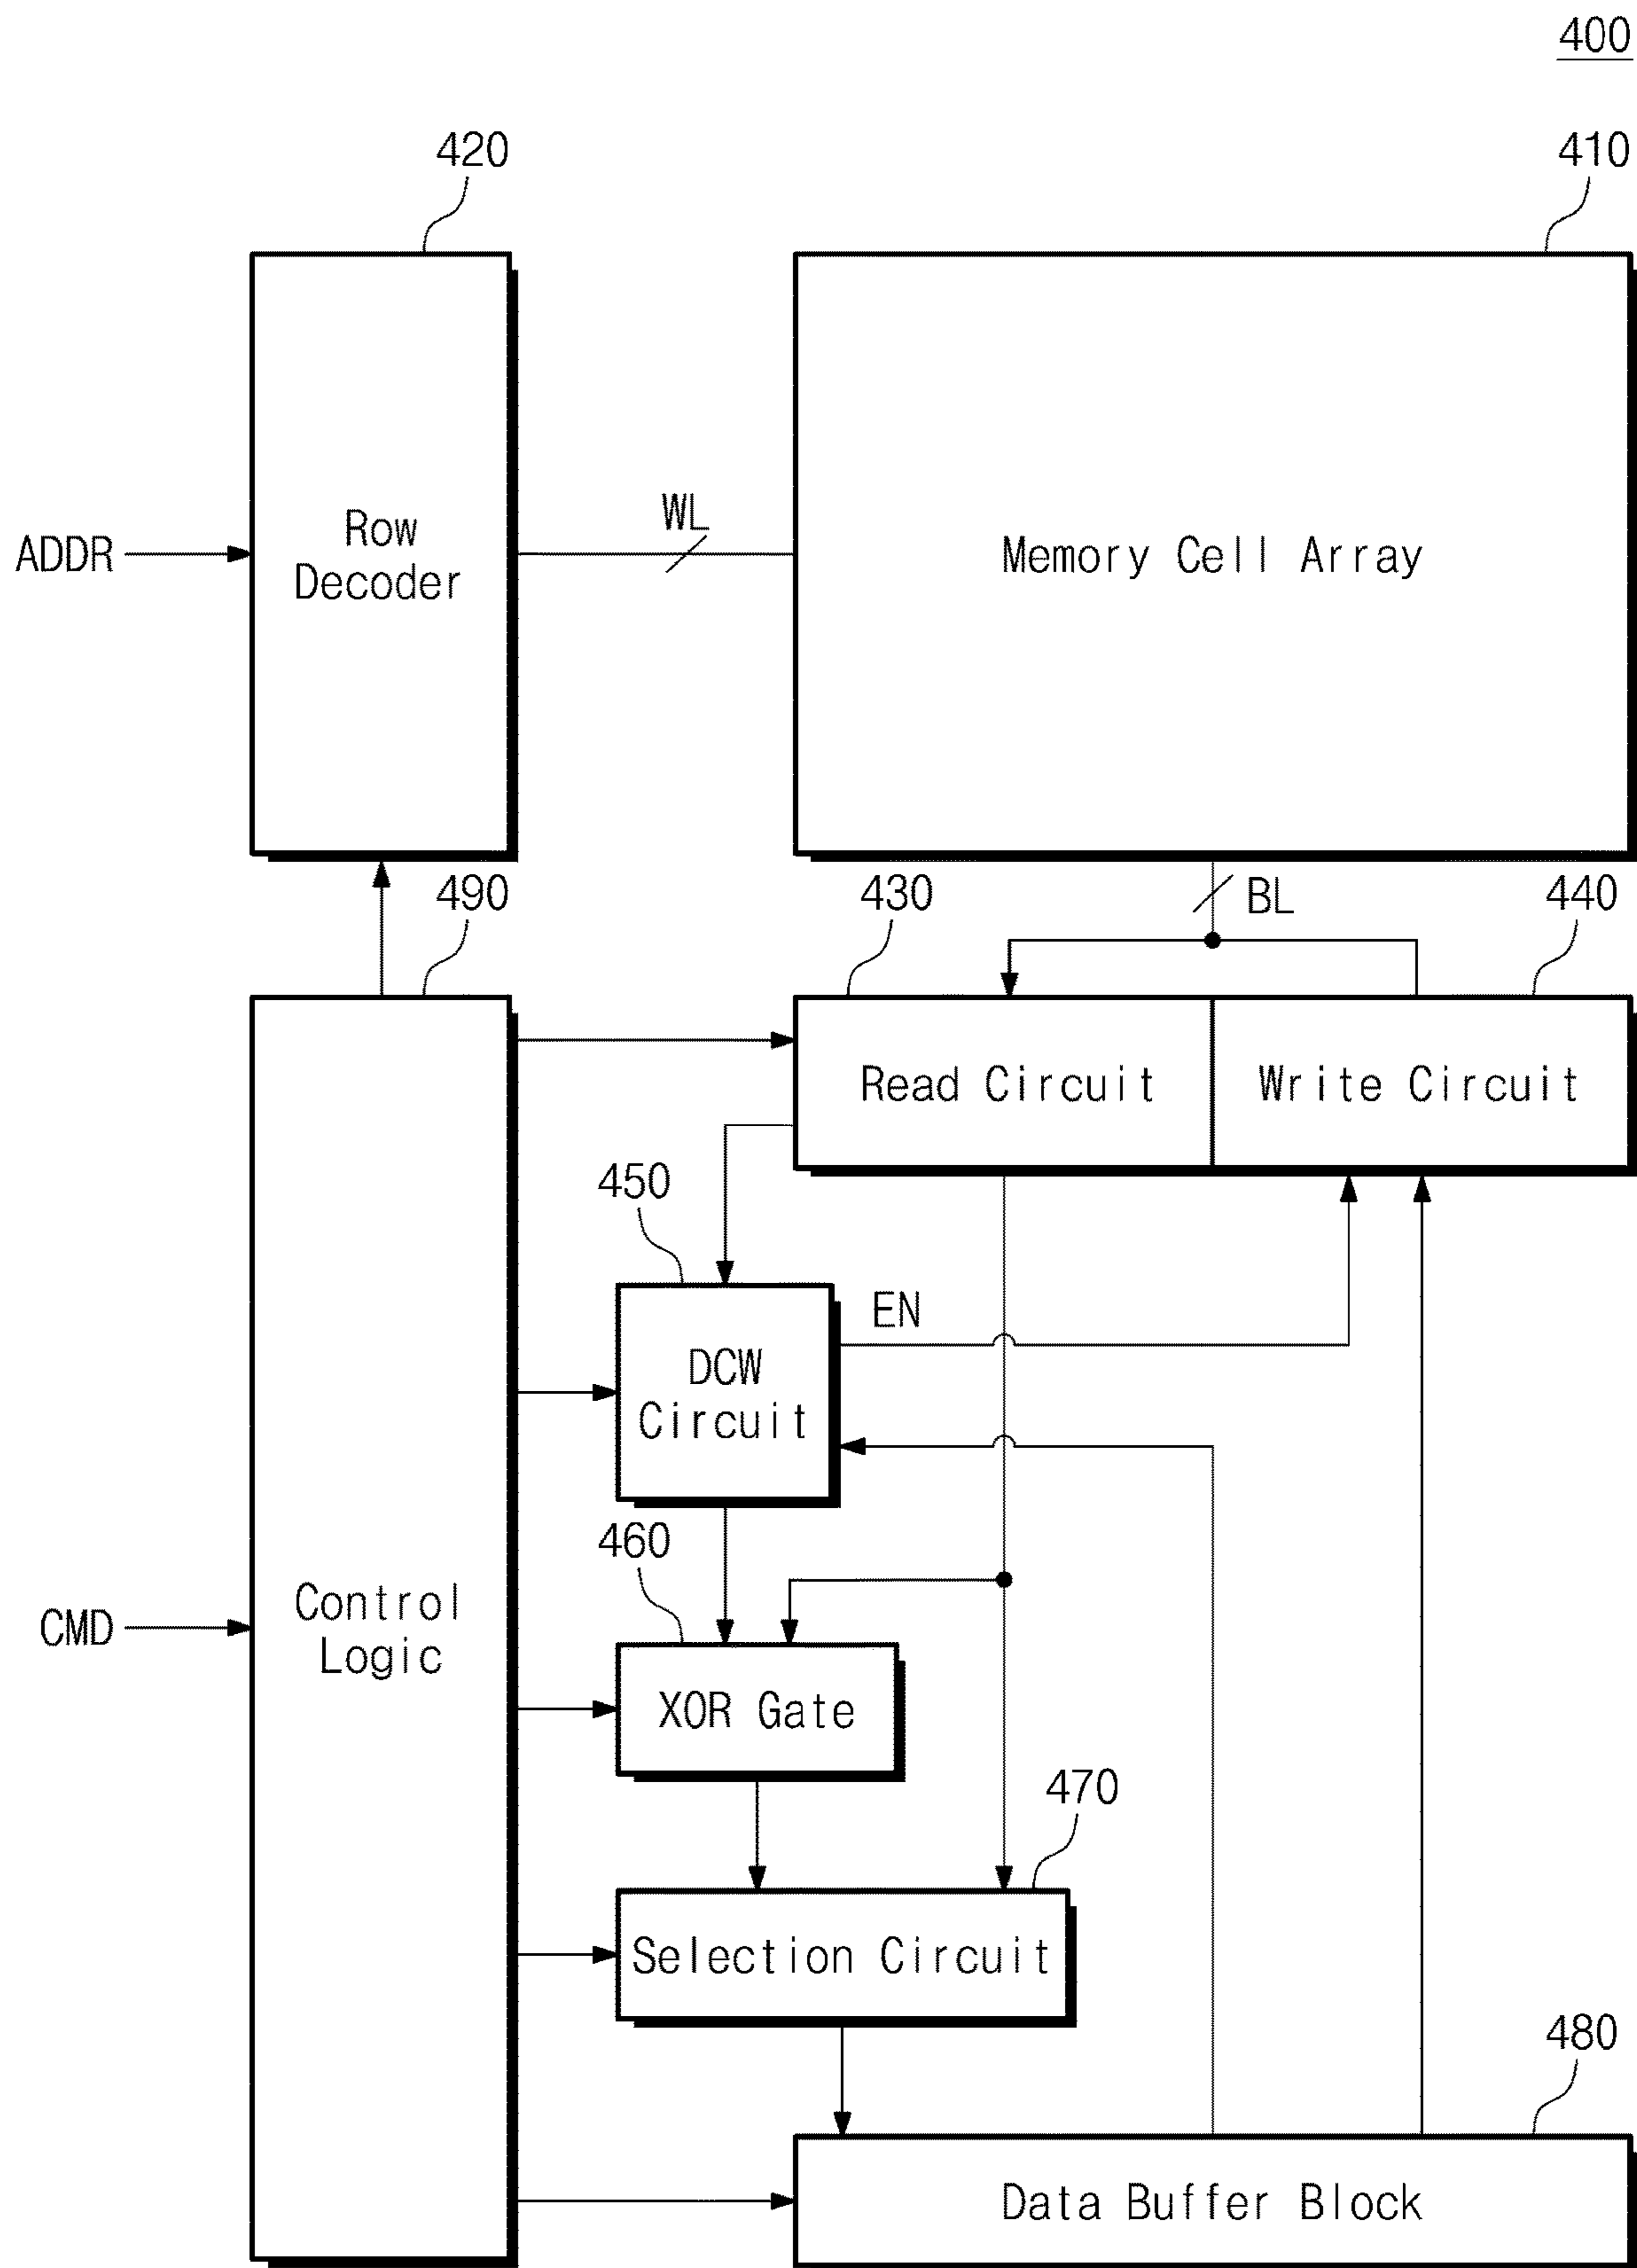 400
420
410
Row
Decoder
ADDR
WL
Memory Cell Array
490
430
BL
440
Read Circuit
Write Circuit
450
EN
DCW
Circuit
460
CMD
Control
Logic
XOR Gate
470
Selection Circuit
480
Data Buffer Block